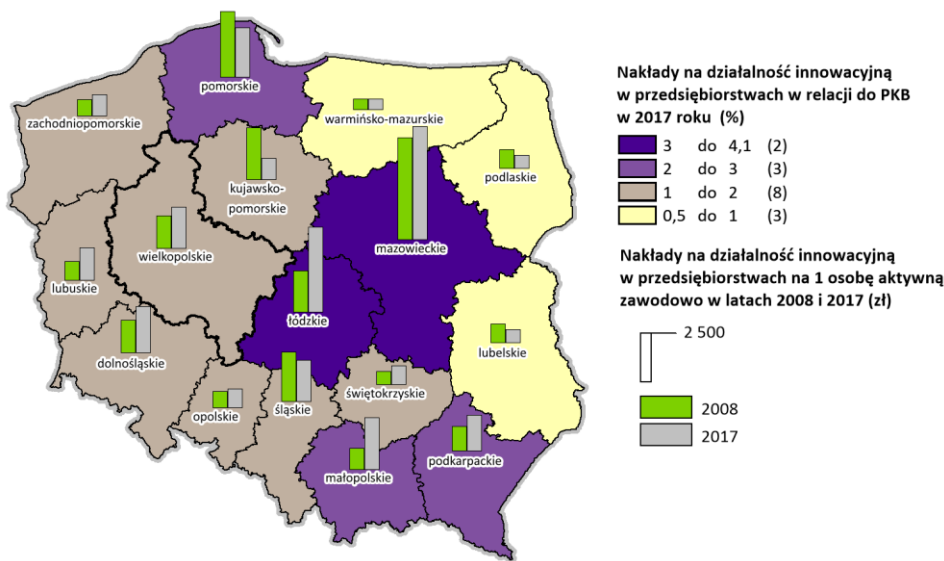 pomorskie
zachodniopomorskie
warmińsko-mazurskie
podlaskie
kujawsko-
pomorskie
mazowieckie
wielkopolskie
lubuskie
łódzkie
lubelskie
dolnośląskie
świętokrzyskie
opolskie
śląskie
podkarpackie
małopolskie
Nakłady na działalność innowacyjną
w przedsiębiorstwach w relacji do PKB
w 2017 roku (%)
3 do 4,1 (2)
2 do 3 (3)
1 do 2 (8)
0,5 do 1 (3)
Nakłady na działalność innowacyjną
w przedsiębiorstwach na 1 osobę aktywną
zawodowo w latach 2008 i 2017 (zł)
2 500
2008
2017